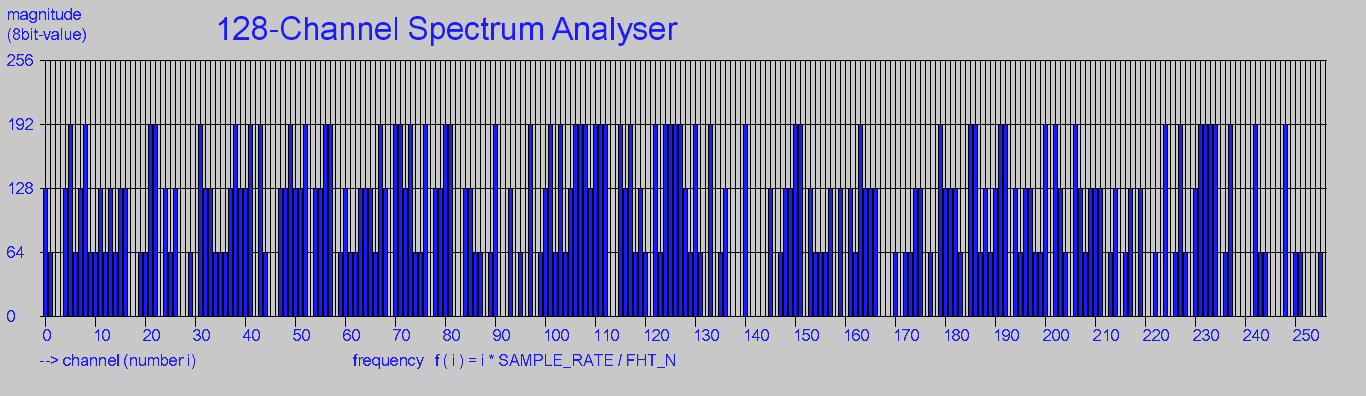 magnitude
(8bit-value)
128-Channel Spectrum Analyser
256
192
128
64
0
0 10 20 30 40 50 60 70 80 90 100 110 120 130 140 150 160 170 180 190 200 210 220 230 240 250
--> channel (number i)
frequency f ( i ) = i * SAMPLE_RATE / FHT_N